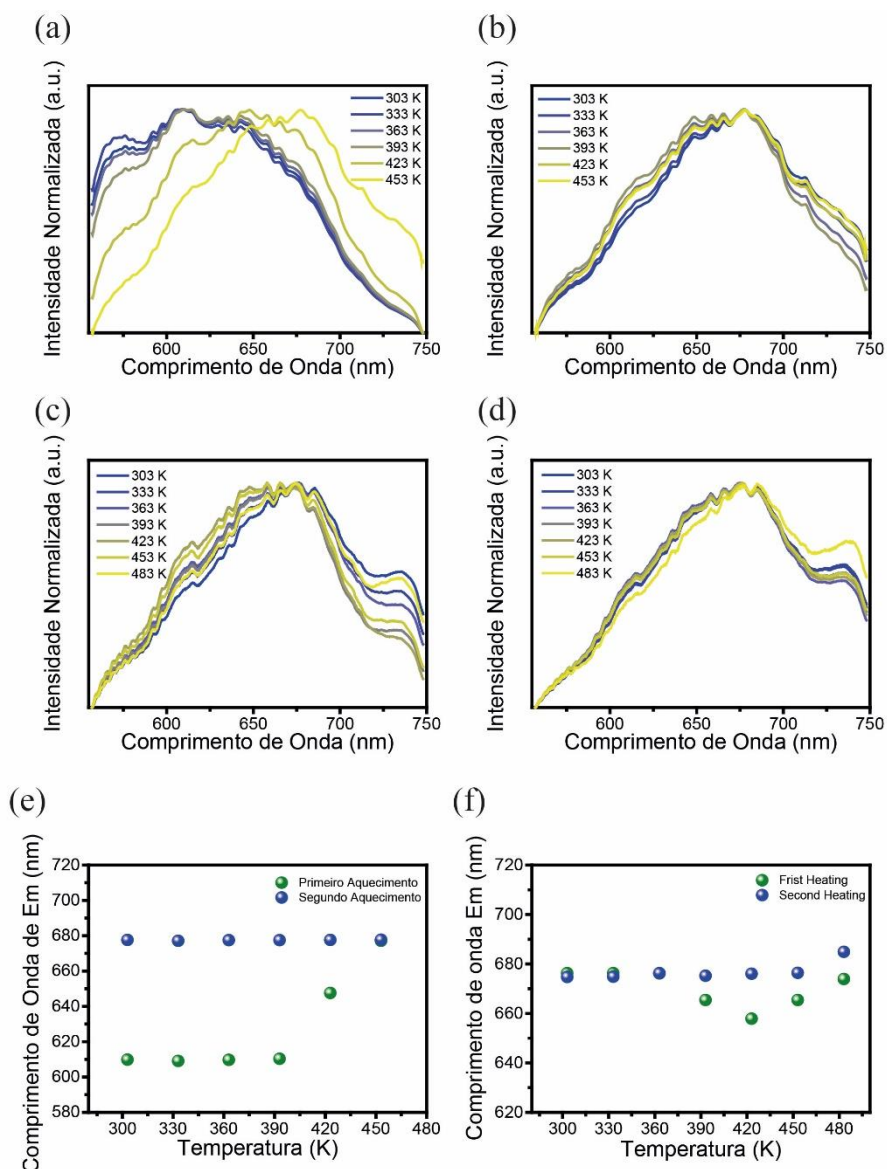 (a)
Intensidade Normalizada (a.u.)
303 K
333 K
363 K
393 K
423 K
453 K
600 650 700 750
Comprimento de Onda (nm)
(b)
Intensidade Normalizada (a.u.)
303 K
333 K
363 K
393 K
423 K
453 K
600 650 700 750
Comprimento de Onda (nm)
(c)
Intensidade Normalizada (a.u.)
303 K
333 K
363 K
393 K
423 K
453 K
483 K
600 650 700 750
Comprimento de Onda (nm)
(d)
Intensidade Normalizada (a.u.)
303 K
333 K
363 K
393 K
423 K
453 K
483 K
600 650 700 750
Comprimento de Onda (nm)
(e)
Comprimento de Onda de Em (nm)
720
700
680
660
640
620
600
580
Primeiro Aquecimento
Segundo Aquecimento
300 330 360 390 420 450 480
Temperatura (K)
(f)
Comprimento de onda Em (nm)
720
700
680
660
640
620
Frist Heating
Second Heating
300 330 360 390 420 450 480
Temperatura (K)